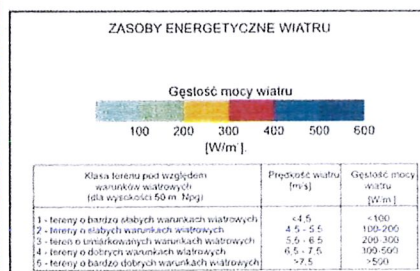 ZASOBY ENERGETYCZNE WIATRU
Gęstość mocy wiatru
100 200 300 400 500 600
[W/m²].
Klasa terenu pod względem warunków wiatrowych (dla wysokości 50 m Npg) Prędkość wiatru [m/s] Gęstość mocy wiatru [W/m²]
1 - tereny o bardzo słabych warunkach wiatrowych <4,5 <100
2 - tereny o słabych warunkach wiatrowych 4,5 - 5,5 100-200
3 - teren o umiarkowanych warunkach wiatrowych 5,5 - 6,5 200-300
4 - tereny o dobrych warunkach wiatrowych 6,5 - 7,5 300-500
5 - tereny o bardzo dobrych warunkach wiatrowych >7,5 >500